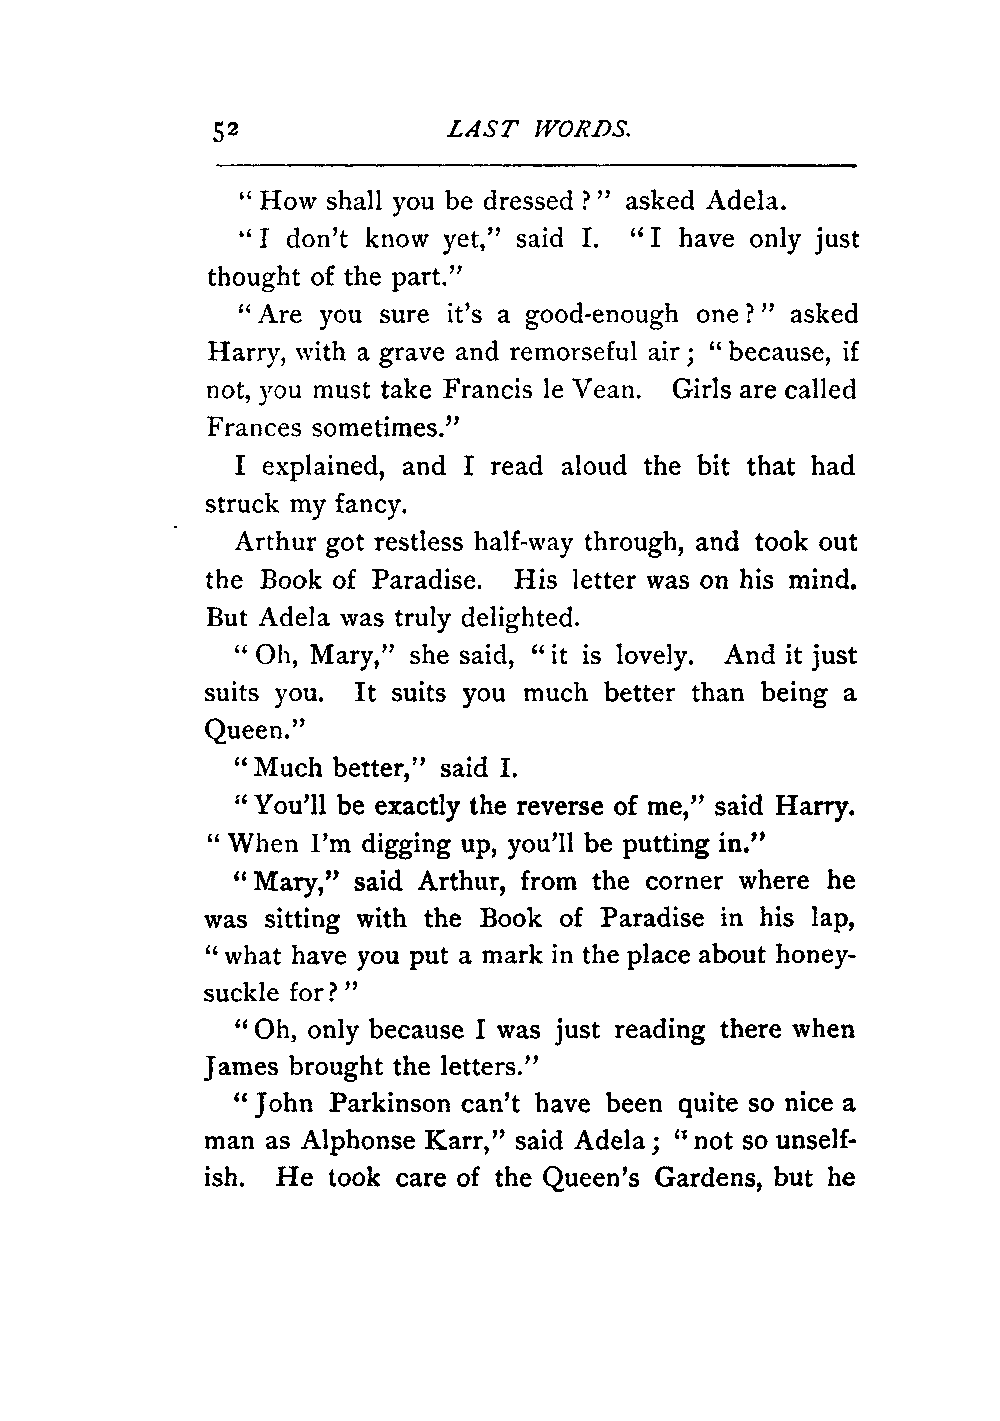 52 LAST WORDS.
"How shall you be dressed?" asked Adela.
"I don't know yet," said I. "I have only just
thought of the part."
"Are you sure it's a good-enough one?" asked
Harry, with a grave and remorseful air; "because, if
not, you must take Francis le Vean. Girls are called
Frances sometimes."
I explained, and I read aloud the bit that had
struck my fancy.
Arthur got restless half-way through, and took out
the Book of Paradise. His letter was on his mind.
But Adela was truly delighted.
"Oh, Mary," she said, "it is lovely. And it just
suits you. It suits you much better than being a
Queen."
"Much better," said I.
"You'll be exactly the reverse of me," said Harry.
"When I'm digging up, you'll be putting in."
"Mary," said Arthur, from the corner where he
was sitting with the Book of Paradise in his lap,
"what have you put a mark in the place about honey-
suckle for?"
"Oh, only because I was just reading there when
James brought the letters."
"John Parkinson can't have been quite so nice a
man as Alphonse Karr," said Adela; "not so unself-
ish. He took care of the Queen's Gardens, but he